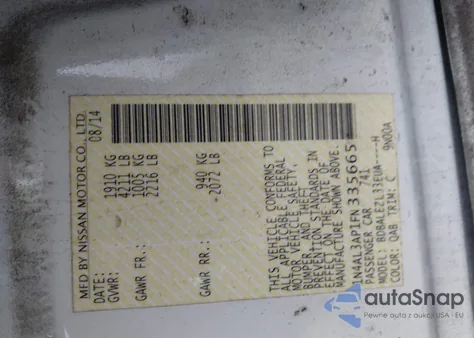 MFD BY NISSAN MOTOR CO., LTD.
DATE: 08/14
GVWR: 1910 KG
4211 LB
GAWR FR.: 1005 KG
2216 LB
GAWR RR.: 940 KG
2072 LB
THIS VEHICLE CONFORMS TO
ALL APPLICABLE FEDERAL
MOTOR VEHICLE SAFETY,
BUMPER, AND THEFT
PREVENTION STANDARDS IN
EFFECT ON THE DATE OF
MANUFACTURE SHOWN ABOVE.
1N4AL3AP1FN335665
PASSENGER CAR
MODEL:
COLOR: QAB TRIM: C
autoSnap
Pewne auta z aukcji USA - EU